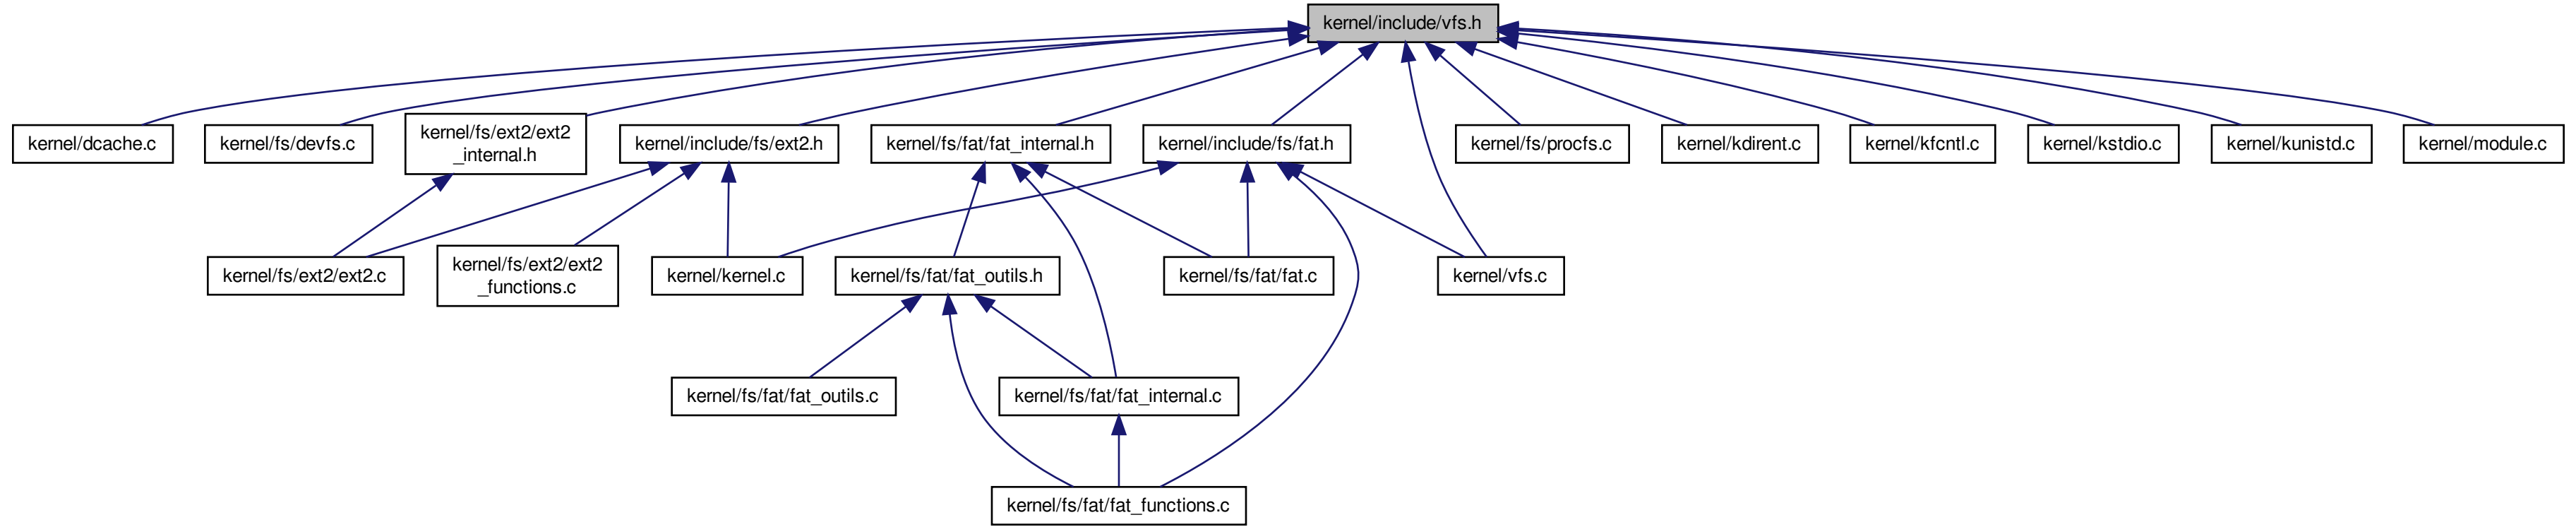 kernel/include/vfs.h
kernel/dcache.c
kernel/fs/devfs.c
kernel/fs/ext2/ext2
_internal.h
kernel/include/fs/ext2.h
kernel/fs/fat/fat_internal.h
kernel/include/fs/fat.h
kernel/fs/procfs.c
kernel/kdirent.c
kernel/kfcntl.c
kernel/kstdio.c
kernel/kunistd.c
kernel/module.c
kernel/fs/ext2/ext2.c
kernel/fs/ext2/ext2
_functions.c
kernel/kernel.c
kernel/fs/fat/fat_outils.h
kernel/fs/fat/fat.c
kernel/vfs.c
kernel/fs/fat/fat_outils.c
kernel/fs/fat/fat_internal.c
kernel/fs/fat/fat_functions.c